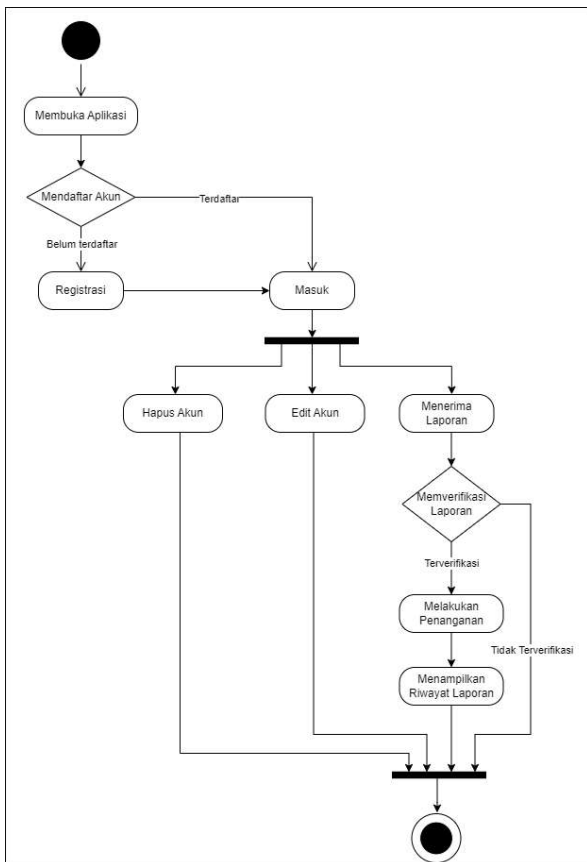 Membuka Aplikasi
Mendaftar Akun
Terdaftar
Belum terdaftar
Registrasi
Masuk
Hapus Akun
Edit Akun
Menerima
Laporan
Memverifikasi
Laporan
Terverifikasi
Melakukan
Penanganan
Tidak Terverifikasi
Menampilkan
Riwayat Laporan